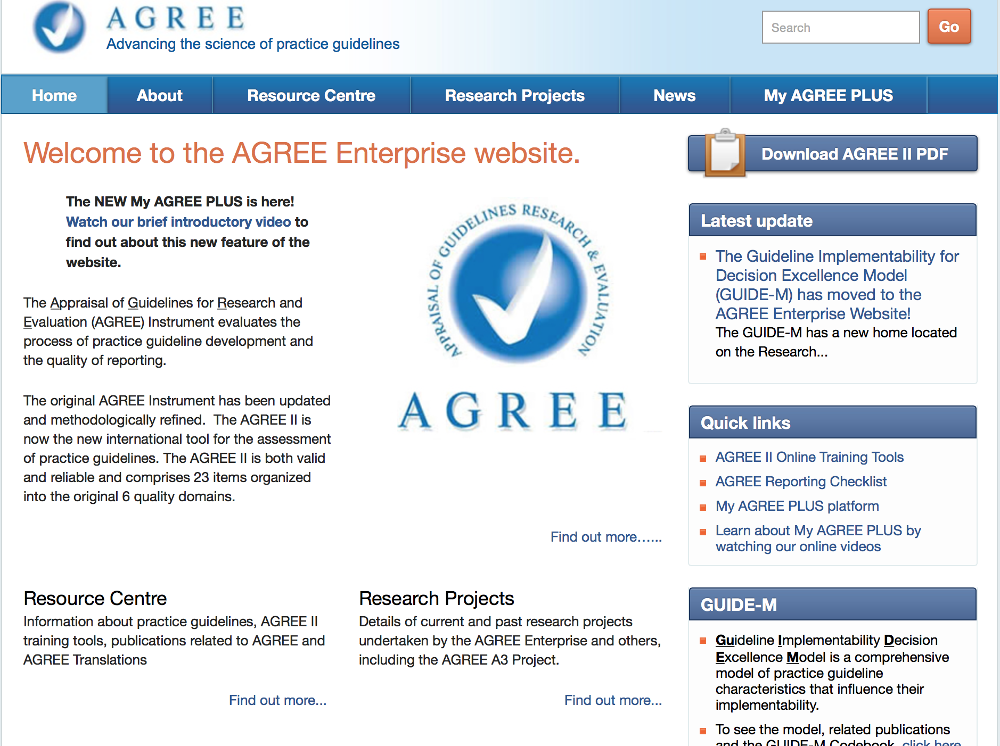 AGREE
Advancing the science of practice guidelines
Search
Go
Home
About
Resource Centre
Research Projects
News
My AGREE PLUS
Welcome to the AGREE Enterprise website.
The NEW My AGREE PLUS is here!
Watch our brief introductory video to
find out about this new feature of the
website.
The Appraisal of Guidelines for Research and
Evaluation (AGREE) Instrument evaluates the
process of practice guideline development and
the quality of reporting.
The original AGREE Instrument has been updated
and methodologically refined.  The AGREE II is
now the new international tool for the assessment
of practice guidelines. The AGREE II is both valid
and reliable and comprises 23 items organized
into the original 6 quality domains.
APPRAISAL OF GUIDELINES RESEARCH & EVALUATION
AGREE
Find out more......
Resource Centre
Information about practice guidelines, AGREE II
training tools, publications related to AGREE and
AGREE Translations
Find out more...
Research Projects
Details of current and past research projects
undertaken by the AGREE Enterprise and others,
including the AGREE A3 Project.
Find out more...
Download AGREE II PDF
Latest update
The Guideline Implementability for
Decision Excellence Model
(GUIDE-M) has moved to the
AGREE Enterprise Website!
The GUIDE-M has a new home located
on the Research...
Quick links
AGREE II Online Training Tools
AGREE Reporting Checklist
My AGREE PLUS platform
Learn about My AGREE PLUS by
watching our online videos
GUIDE-M
Guideline Implementability Decision
Excellence Model is a comprehensive
model of practice guideline
characteristics that influence their
implementability.
To see the model, related publications
and the GUIDE-M Codebook, click here